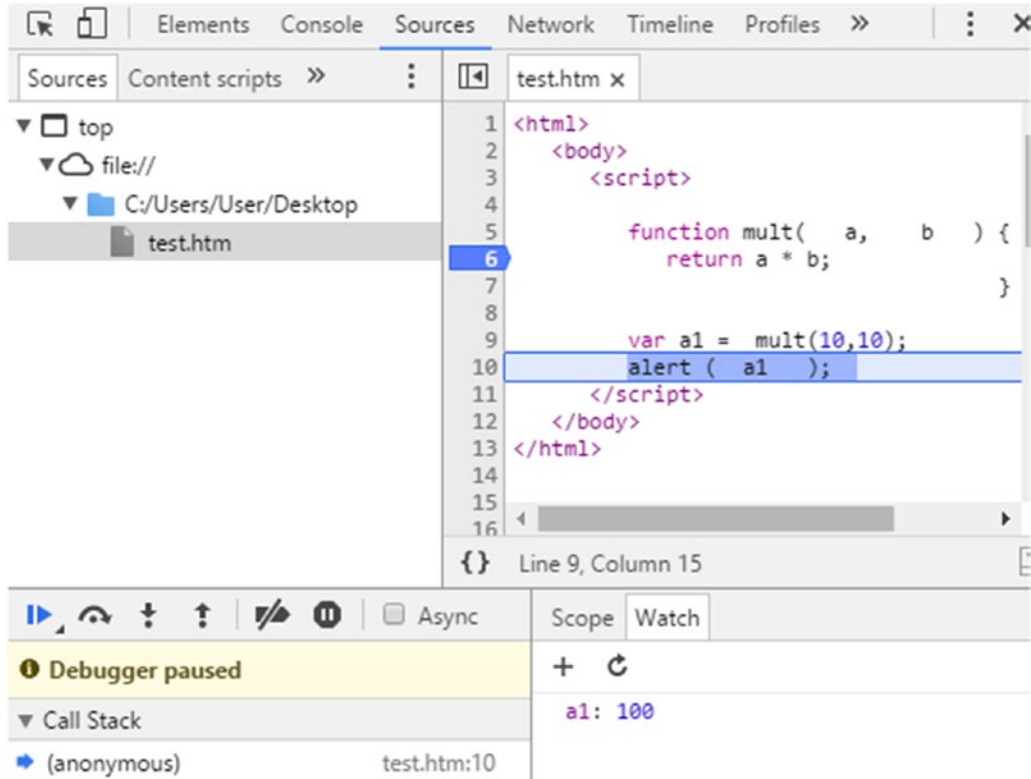 Elements Console Sources Network Timeline Profiles »
Sources Content scripts »
test.htm x
top
file://
C:/Users/User/Desktop
test.htm
1 <html>
2 <body>
3 <script>
4
5 function mult( a, b ) {
6 return a * b;
7 }
8
9 var a1 = mult(10,10);
10 alert ( a1 );
11 </script>
12 </body>
13 </html>
14
15
16
{} Line 9, Column 15
Async
Scope Watch
Debugger paused
a1: 100
Call Stack
(anonymous) test.htm:10